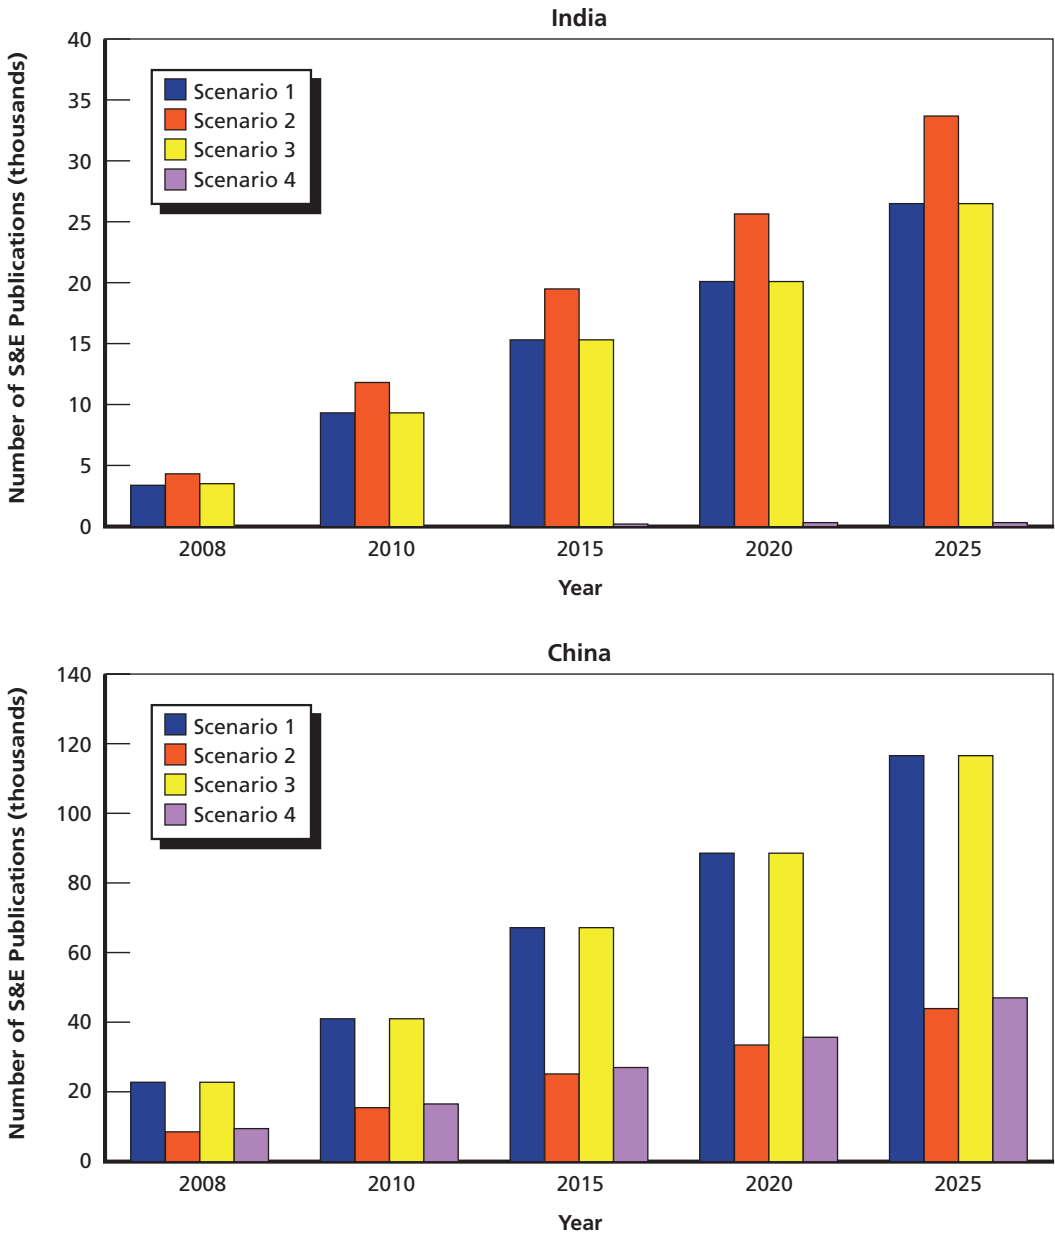 India
Number of S&E Publications (thousands)
40
35
30
25
20
15
10
5
0
Scenario 1
Scenario 2
Scenario 3
Scenario 4
2008 2010 2015 2020 2025
Year
China
Number of S&E Publications (thousands)
140
120
100
80
60
40
20
0
Scenario 1
Scenario 2
Scenario 3
Scenario 4
2008 2010 2015 2020 2025
Year